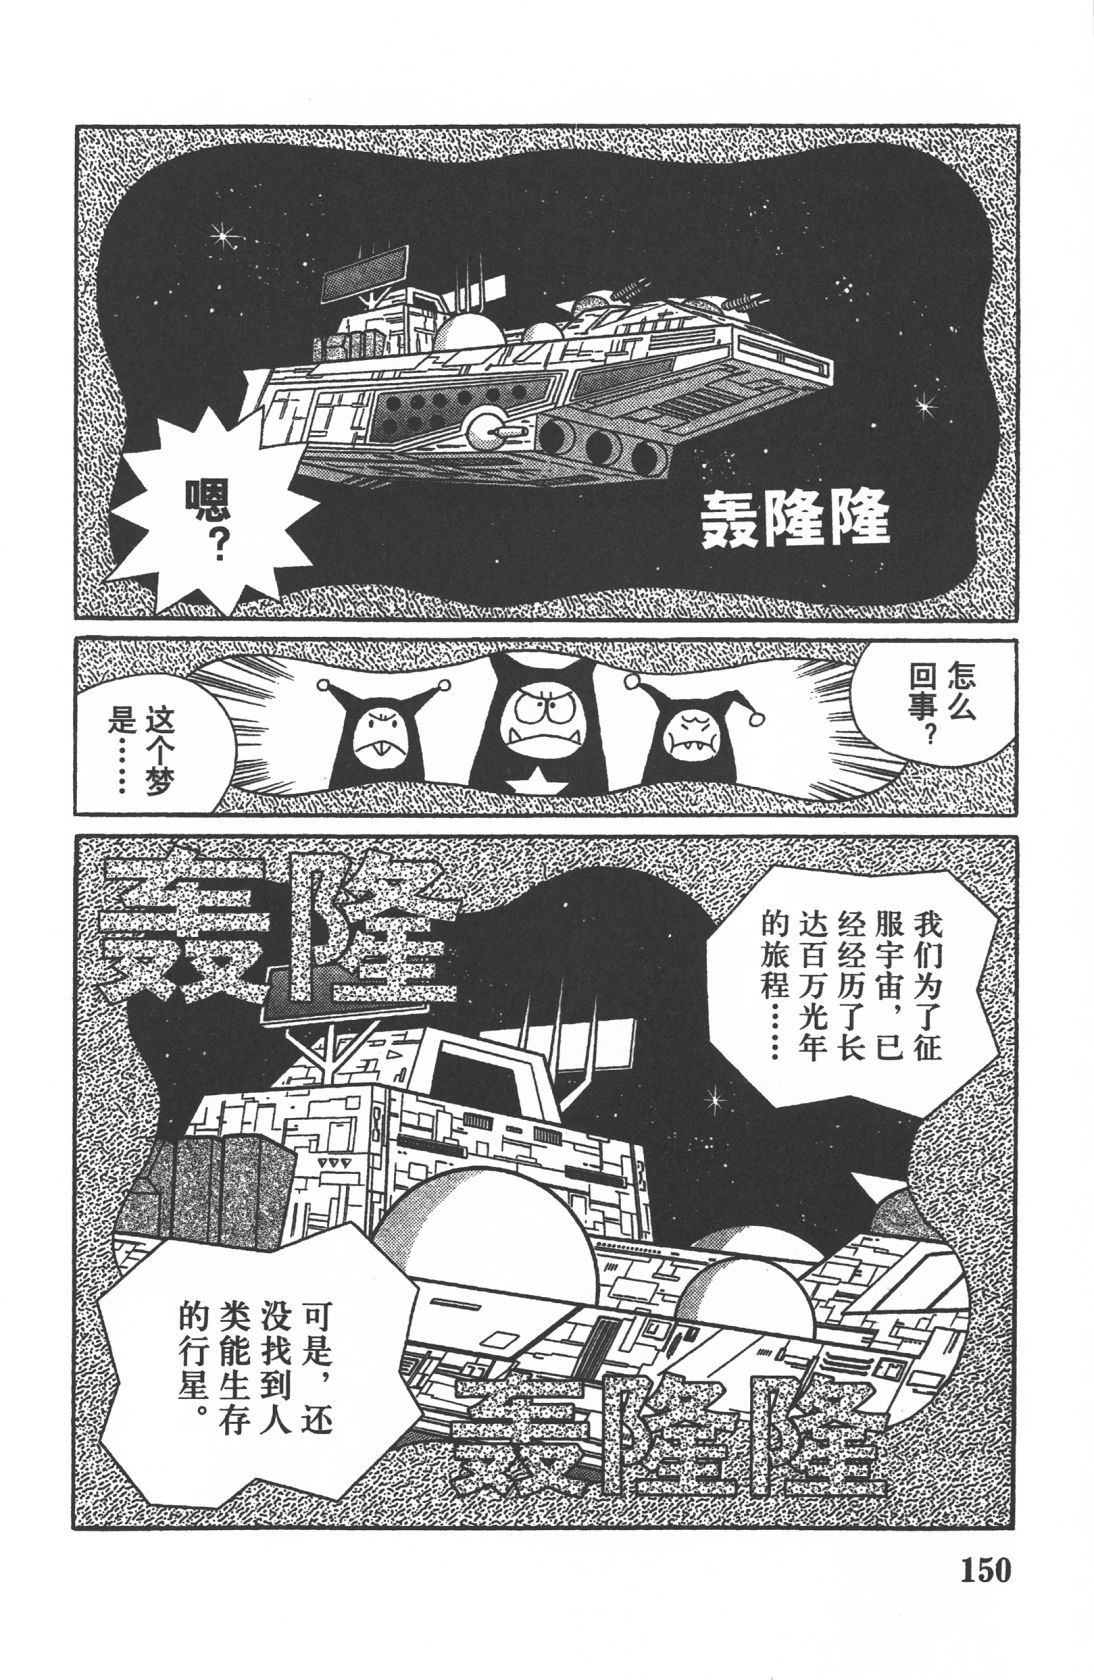 轰隆隆
嗯？
怎么
回事？
这个梦
是……
轰隆
我们为了征
服宇宙，已
经经历了长
达百万光年
的旅程……
可是，还
没找到人
类能生存
的行星。
轰隆隆
150